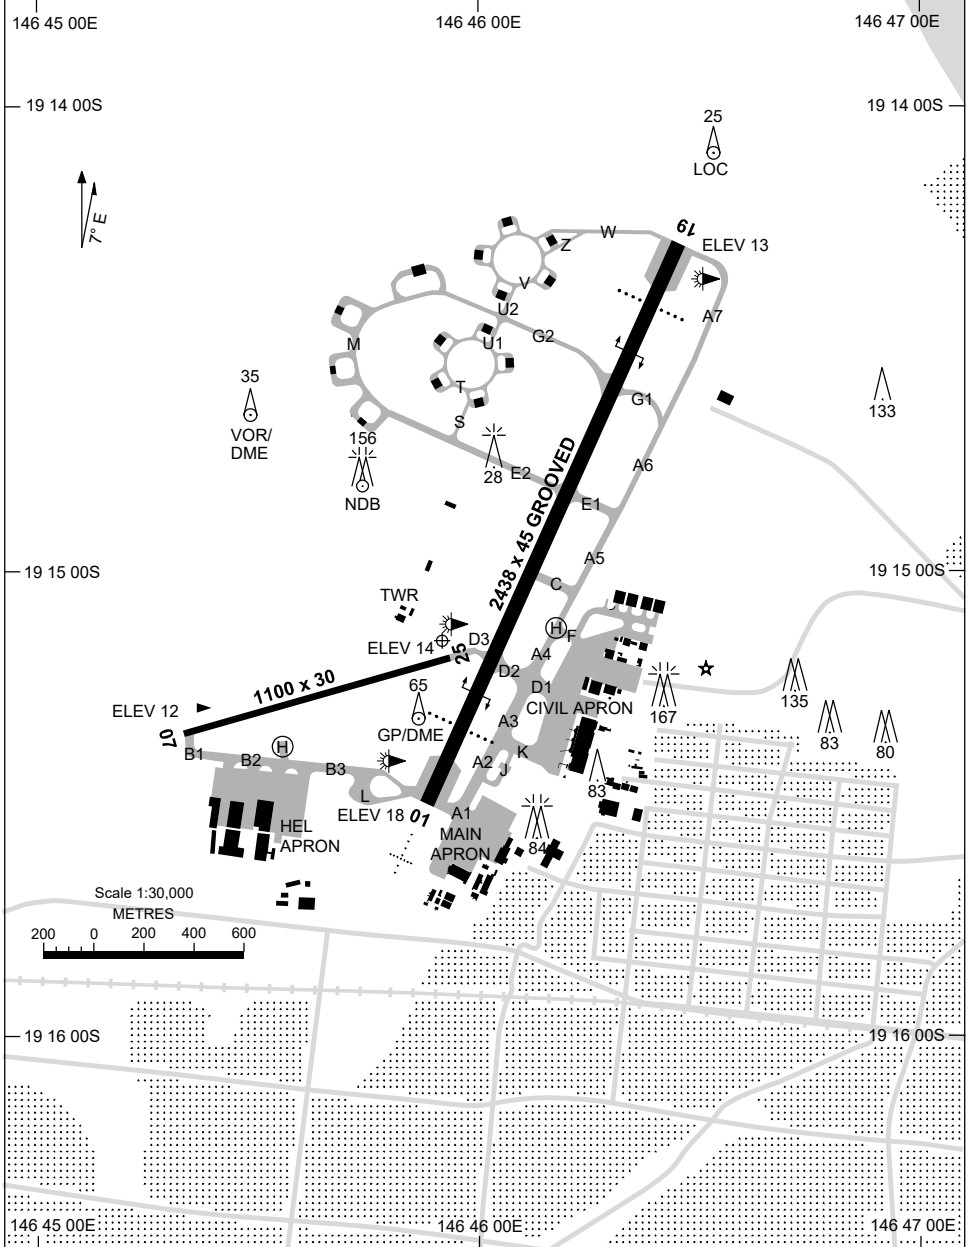 146 45 00E
146 46 00E
146 47 00E
19 14 00S
19 14 00S
25
LOC
7° E
19
ELEV 13
W
Z
V
U2
A7
G2
U1
M
T
G1
S
35
VOR/
DME
133
156
NDB
28
E2
A6
2438 x 45 GROOVED
E1
A5
19 15 00S
19 15 00S
C
TWR
H
F
ELEV 14
D3
25
A4
D2
D1
1100 x 30
65
GP/DME
CIVIL APRON
167
135
83
80
ELEV 12
07
A3
B1
H
B2
B3
K
A2
J
83
L
ELEV 18
01
A1
MAIN
APRON
84
HEL
APRON
Scale 1:30,000
METRES
200 0 200 400 600
19 16 00S
19 16 00S
146 45 00E
146 46 00E
146 47 00E